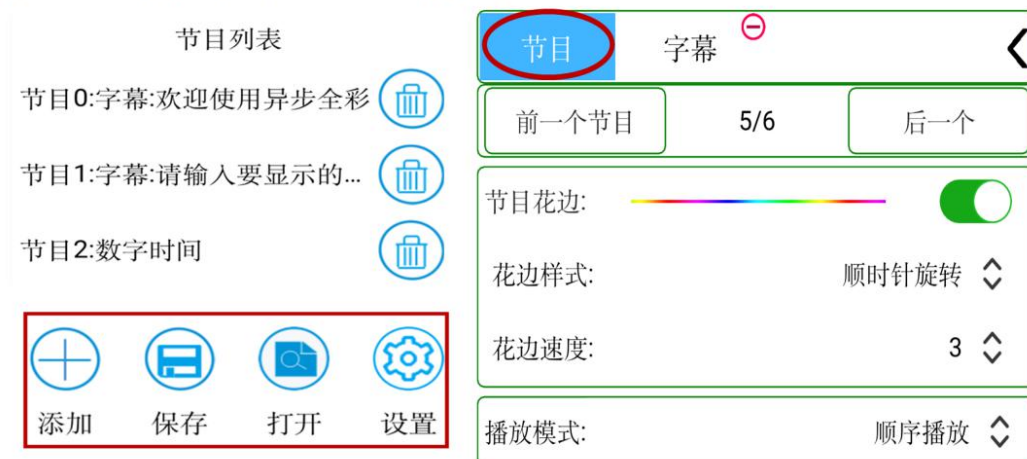 节目列表
节目0:字幕:欢迎使用异步全彩
节目1:字幕:请输入要显示的...
节目2:数字时间
添加 保存 打开 设置
节目 字幕
前一个节目 5/6 后一个
节目花边:
花边样式: 顺时针旋转
花边速度: 3
播放模式: 顺序播放